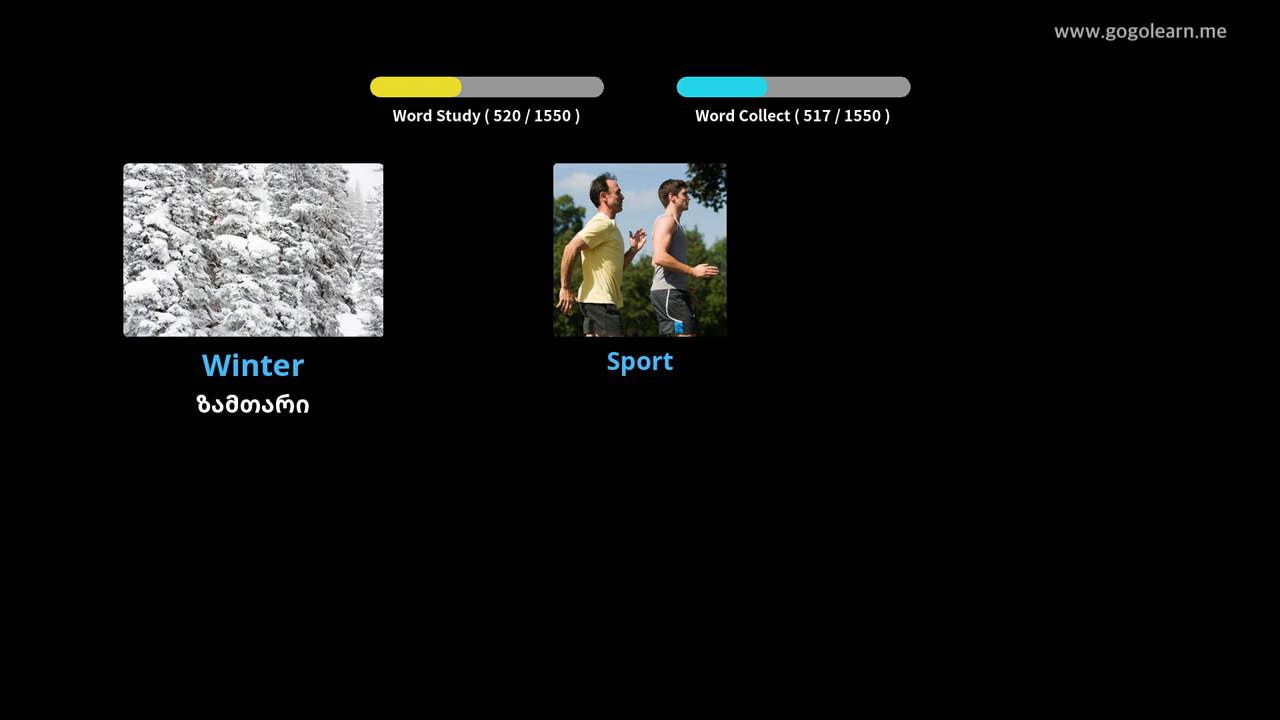 www.gogolearn.me
Word Study ( 520 / 1550 )
Word Collect ( 517 / 1550 )
Winter
ზამთარი
Sport